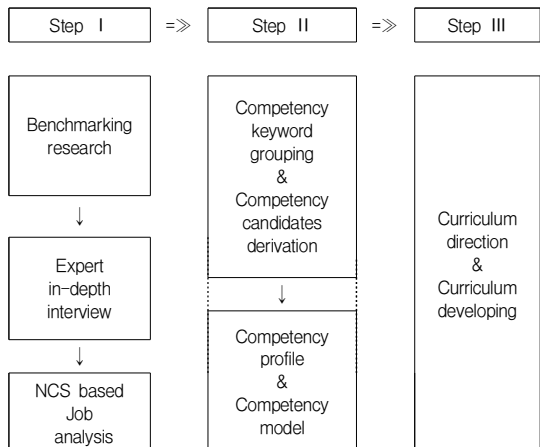 Step Ⅰ
=≫
Step Ⅱ
=≫
Step Ⅲ
Benchmarking
research
↓
Expert
in-depth
interview
↓
NCS based
Job
analysis
Competency
keyword
grouping
&
Competency
candidates
derivation
↓
Competency
profile
&
Competency
model
Curriculum
direction
&
Curriculum
developing